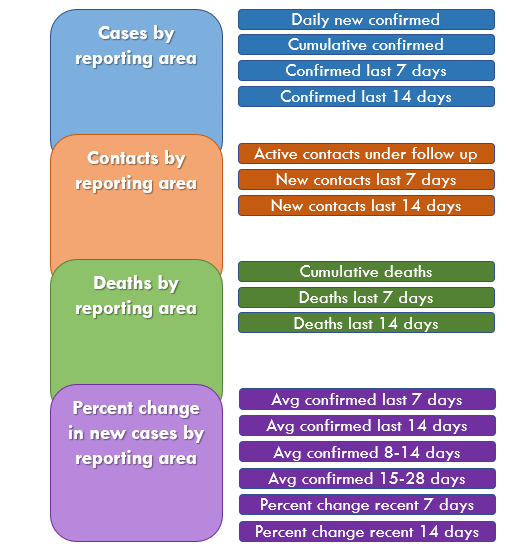 Cases by
reporting area
Daily new confirmed
Cumulative confirmed
Confirmed last 7 days
Confirmed last 14 days
Contacts by
reporting area
Active contacts under follow up
New contacts last 7 days
New contacts last 14 days
Deaths by
reporting area
Cumulative deaths
Deaths last 7 days
Deaths last 14 days
Percent change
in new cases by
reporting area
Avg confirmed last 7 days
Avg confirmed last 14 days
Avg confirmed 8-14 days
Avg confirmed 15-28 days
Percent change recent 7 days
Percent change recent 14 days